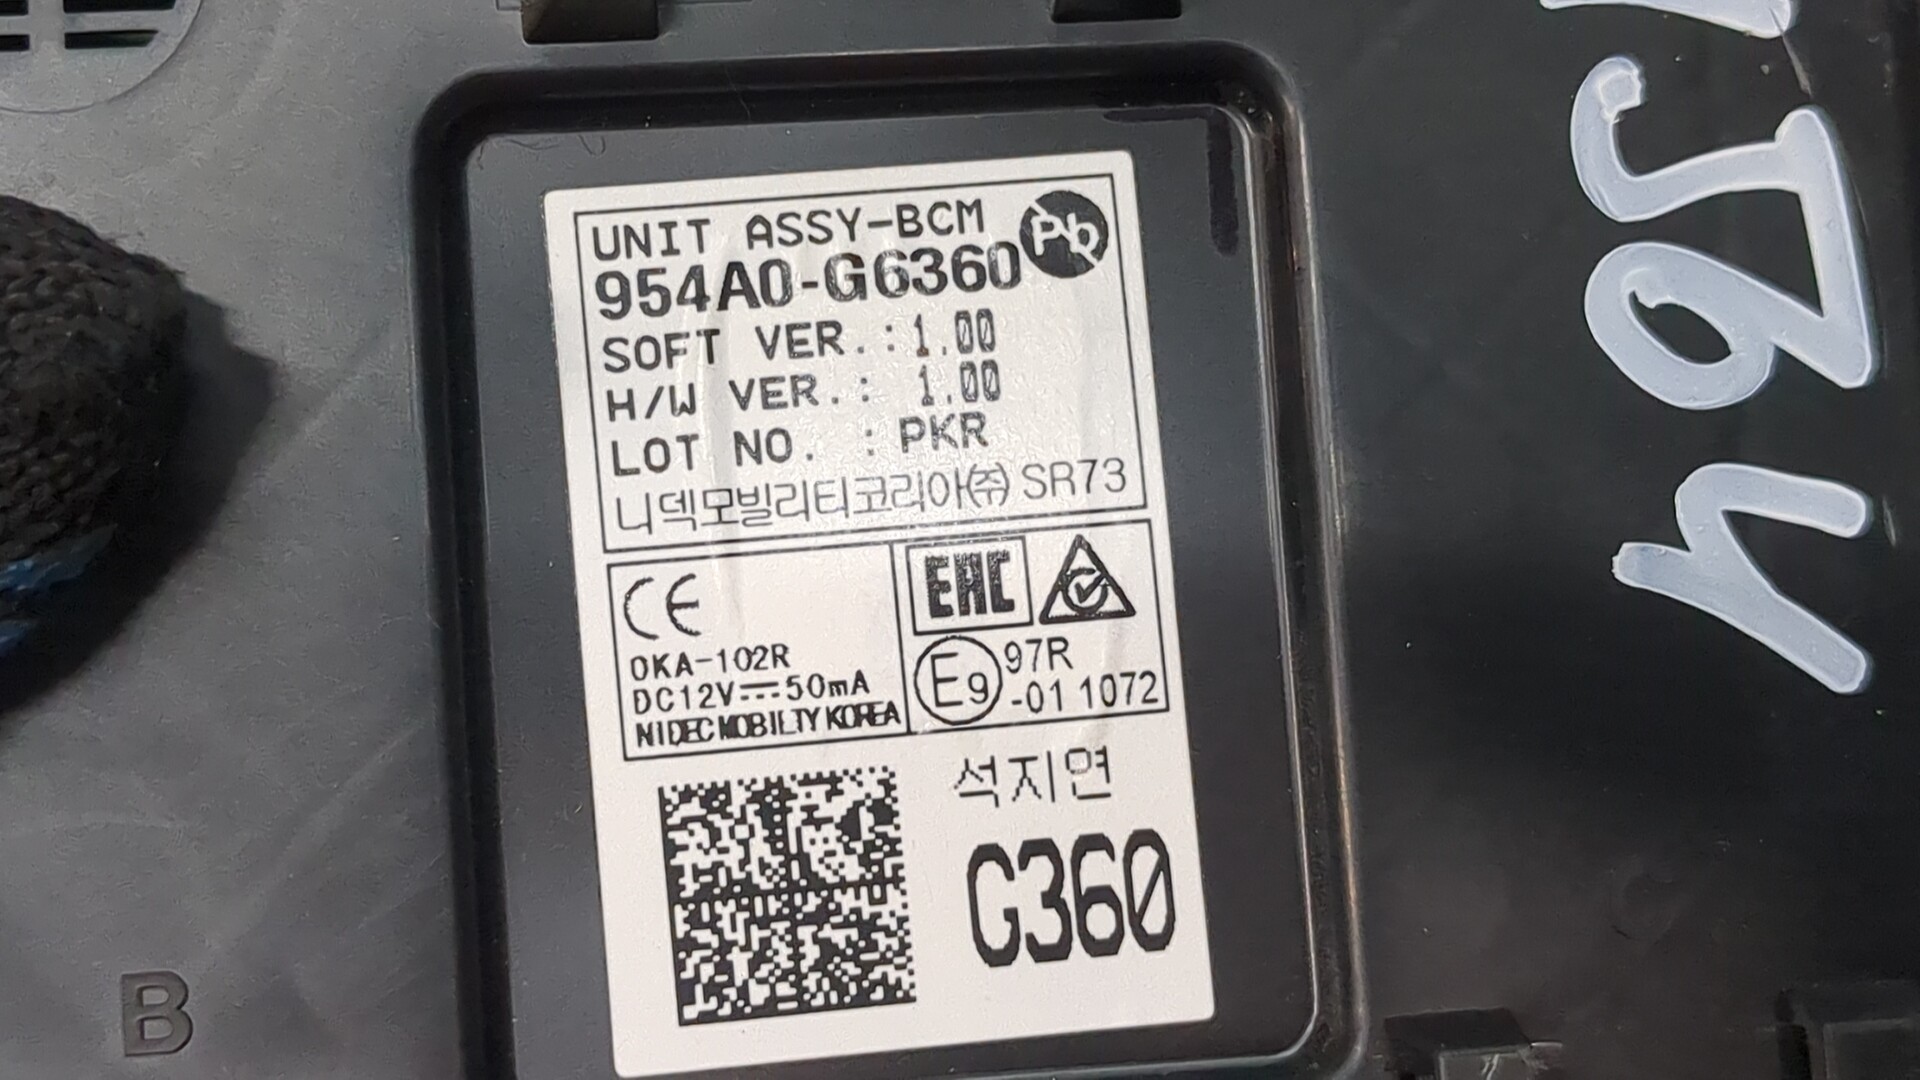 UNIT ASSY-BCM
Pb
954A0-G6360
SOFT VER. : 1.00
H/W VER. : 1.00
LOT NO. : PKR
니덱모빌리티코리아㈜ SR73
CE
EAC
OKA-102R
DC12V⎓50mA
NIDEC MOBILTY KOREA
E9 97R
-01 1072
석지연
G360
B